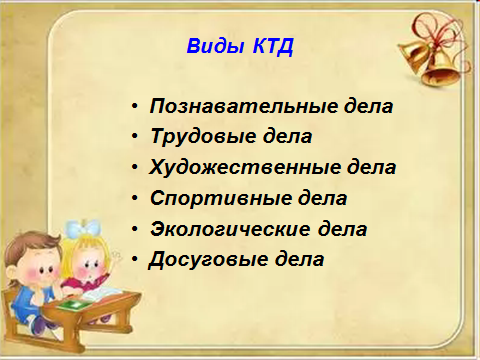 Виды КТД
• Познавательные дела
• Трудовые дела
• Художественные дела
• Спортивные дела
• Экологические дела
• Досуговые дела